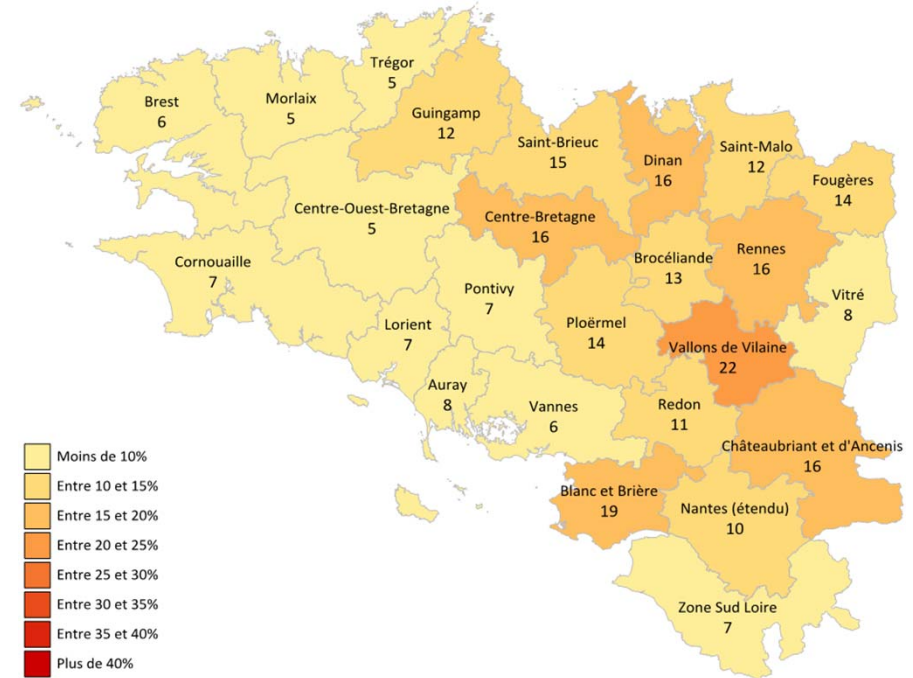 Trégor
5
Brest
6
Morlaix
5
Guingamp
12
Saint-Brieuc
15
Dinan
16
Saint-Malo
12
Fougères
14
Centre-Ouest-Bretagne
5
Centre-Bretagne
16
Brocéliande
13
Rennes
16
Cornouaille
7
Pontivy
7
Vitré
8
Lorient
7
Ploërmel
14
Vallons de Vilaine
22
Auray
8
Vannes
6
Redon
11
Châteaubriant et d'Ancenis
16
Blanc et Brière
19
Nantes (étendu)
10
Zone Sud Loire
7
Moins de 10%
Entre 10 et 15%
Entre 15 et 20%
Entre 20 et 25%
Entre 25 et 30%
Entre 30 et 35%
Entre 35 et 40%
Plus de 40%